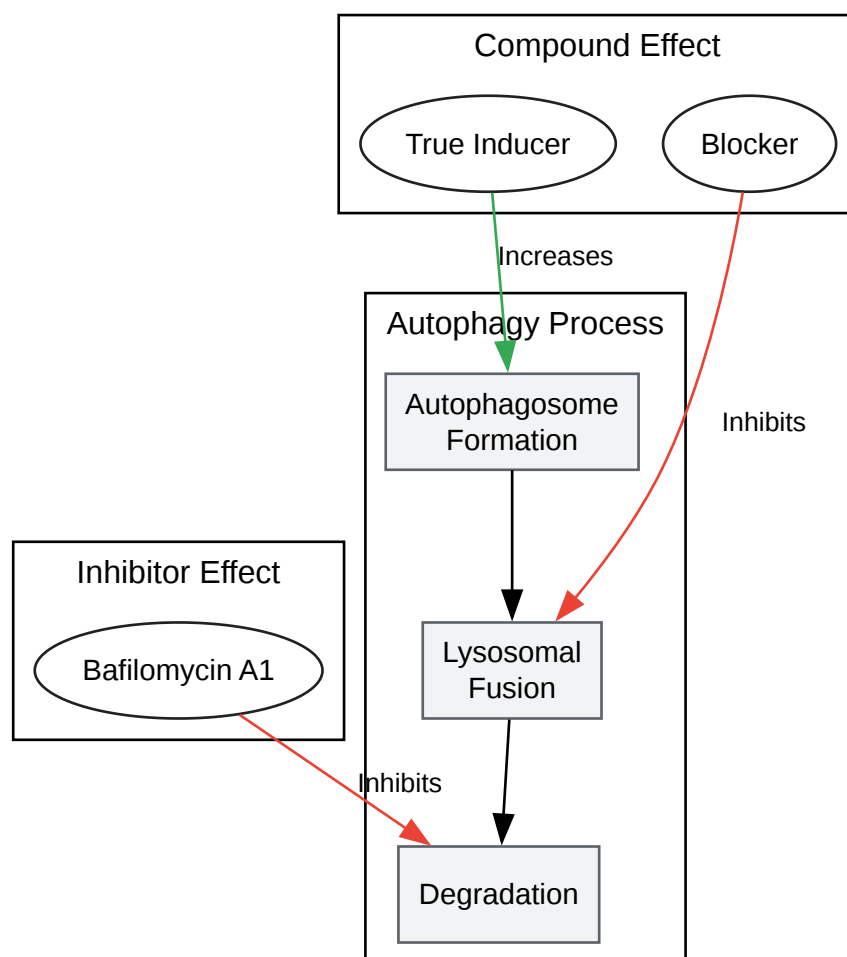 Compound Effect
True Inducer
Blocker
Increases
Autophagy Process
Autophagosome
Formation
Inhibits
Inhibitor Effect
Bafilomycin A1
Lysosomal
Fusion
Inhibits
Degradation